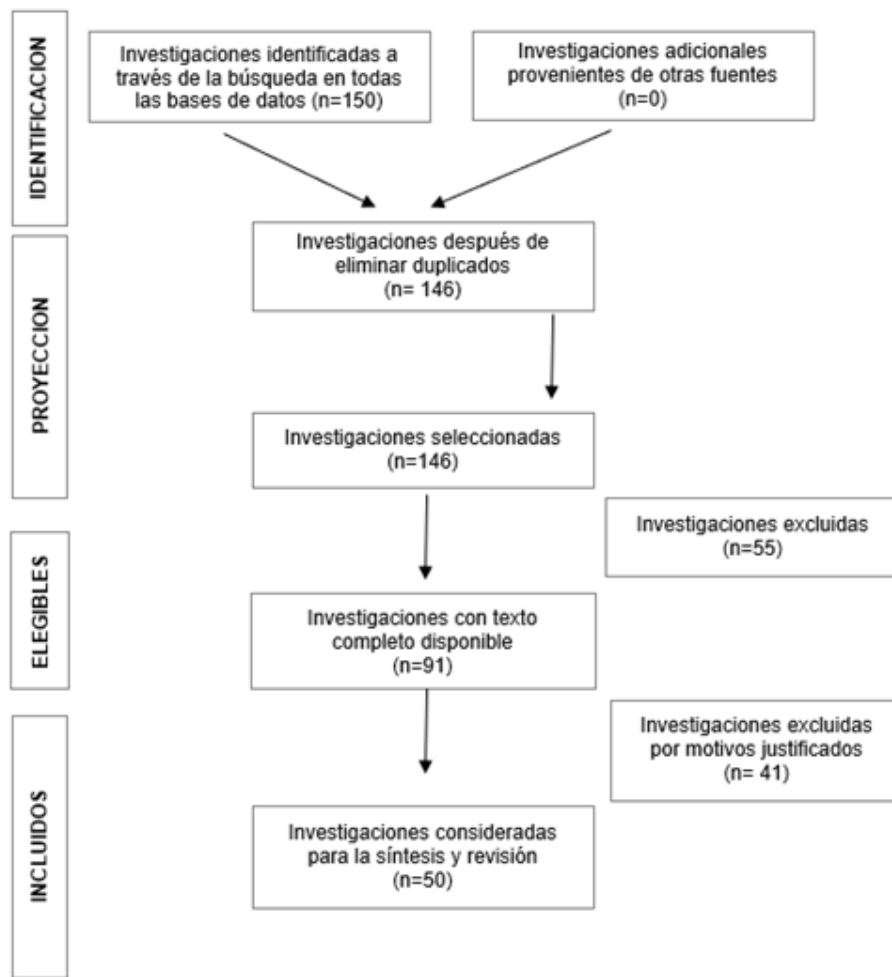 IDENTIFICACION
Investigaciones identificadas a
través de la búsqueda en todas
las bases de datos (n=150)
Investigaciones adicionales
provenientes de otras fuentes
(n=0)
PROYECCION
Investigaciones después de
eliminar duplicados
(n= 146)
Investigaciones seleccionadas
(n=146)
Investigaciones excluidas
(n=55)
ELEGIBLES
Investigaciones con texto
completo disponible
(n=91)
Investigaciones excluidas
por motivos justificados
(n= 41)
INCLUIDOS
Investigaciones consideradas
para la síntesis y revisión
(n=50)